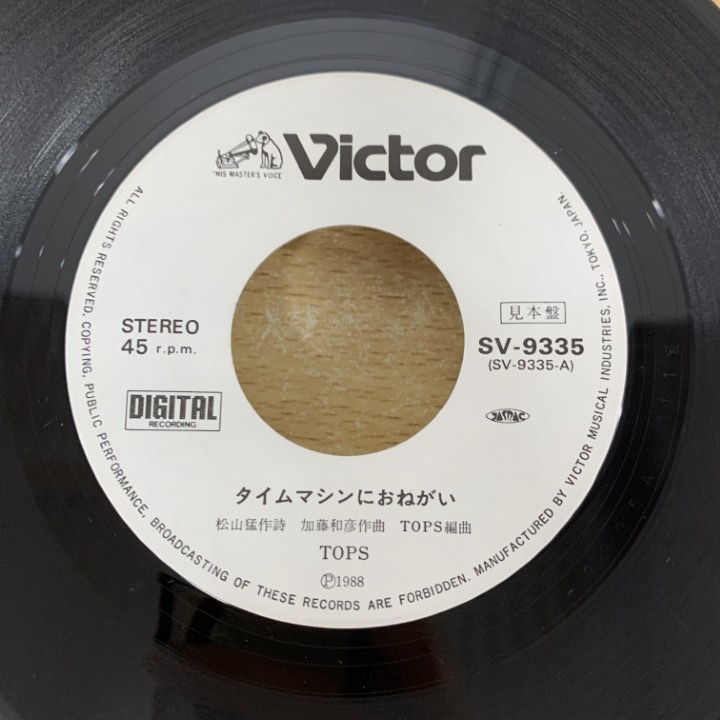 Victor
"HIS MASTER'S VOICE"
STEREO
45 r.p.m.
DIGITAL
RECORDING
見本盤
SV-9335
(SV-9335-A)
JASRAC
タイムマシンにおねがい
松山猛作詩 加藤和彦作曲 TOPS編曲
TOPS
Ⓟ1988
ALL RIGHTS RESERVED, COPYING, PUBLIC PERFORMANCE, BROADCASTING OF THESE RECORDS ARE FORBIDDEN. MANUFACTURED BY VICTOR MUSICAL INDUSTRIES, INC., TOKYO, JAPAN.